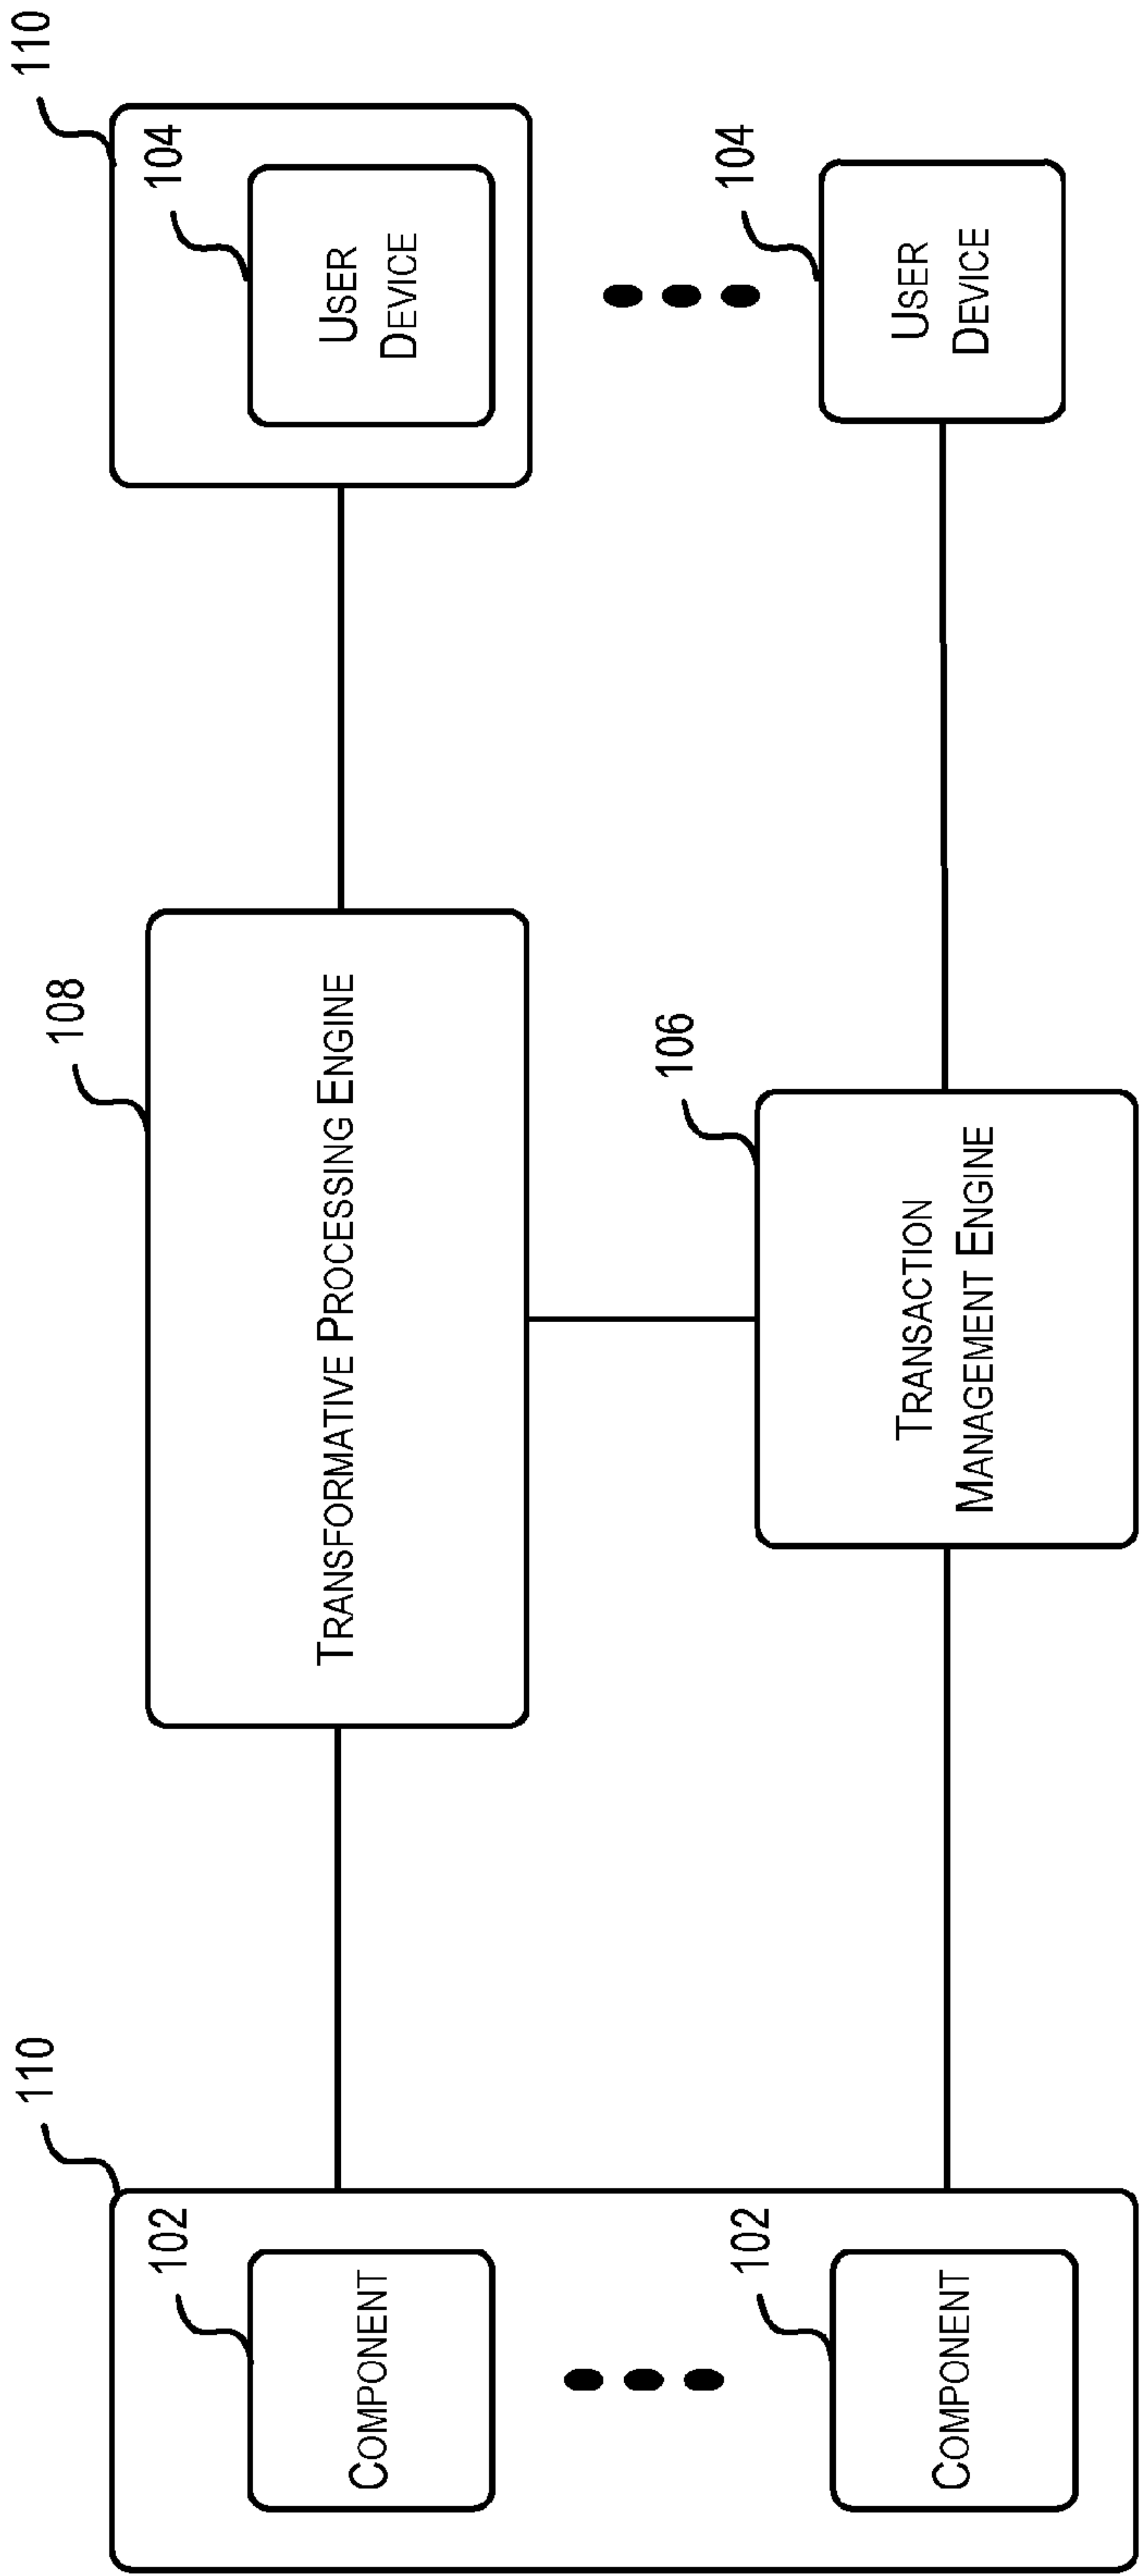 110
108
110
102
104
COMPONENT
TRANSFORMATIVE PROCESSING ENGINE
USER
DEVICE
106
102
104
COMPONENT
TRANSACTION
MANAGEMENT ENGINE
USER
DEVICE